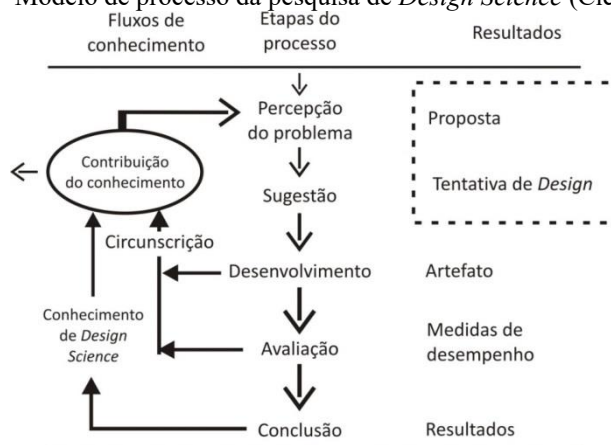 Modelo de processo da pesquisa de Design Science
Fluxos de
conhecimento
Etapas do
processo
Resultados
Percepção
do problema
Proposta
Contribuição
do conhecimento
Tentativa de Design
Sugestão
Circunscrição
Desenvolvimento
Artefato
Conhecimento
de Design
Science
Avaliação
Medidas de
desempenho
Conclusão
Resultados